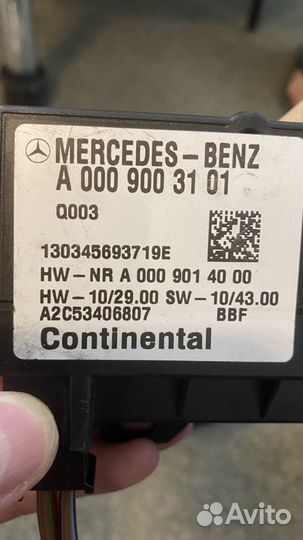 MERCEDES-BENZ
A 000 900 31 01
Q003
130345693719E
HW-NR A 000 901 40 00
HW-10/29.00 SW-10/43.00
A2C53406807 BBF
Continental
Avito